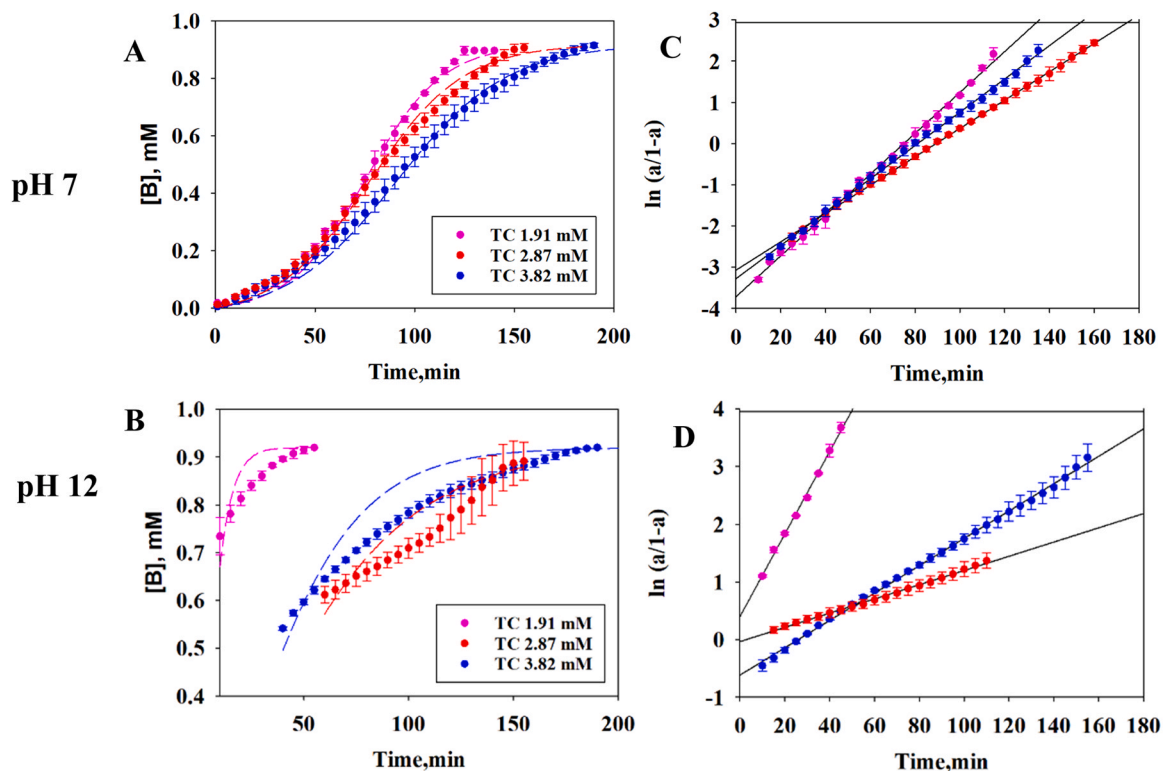 A
1.0
0.8
0.6
0.4
0.2
0.0
[B], mM
TC 1.91 mM
TC 2.87 mM
TC 3.82 mM
0 50 100 150 200
Time,min
C
3
2
1
0
-1
-2
-3
-4
ln (a/1-a)
0 20 40 60 80 100 120 140 160 180
Time,min
pH 7
B
1.0
0.9
0.8
0.7
0.6
0.5
0.4
[B], mM
TC 1.91 mM
TC 2.87 mM
TC 3.82 mM
50 100 150 200
Time,min
D
4
3
2
1
0
-1
ln (a/1-a)
0 20 40 60 80 100 120 140 160 180
Time,min
pH 12